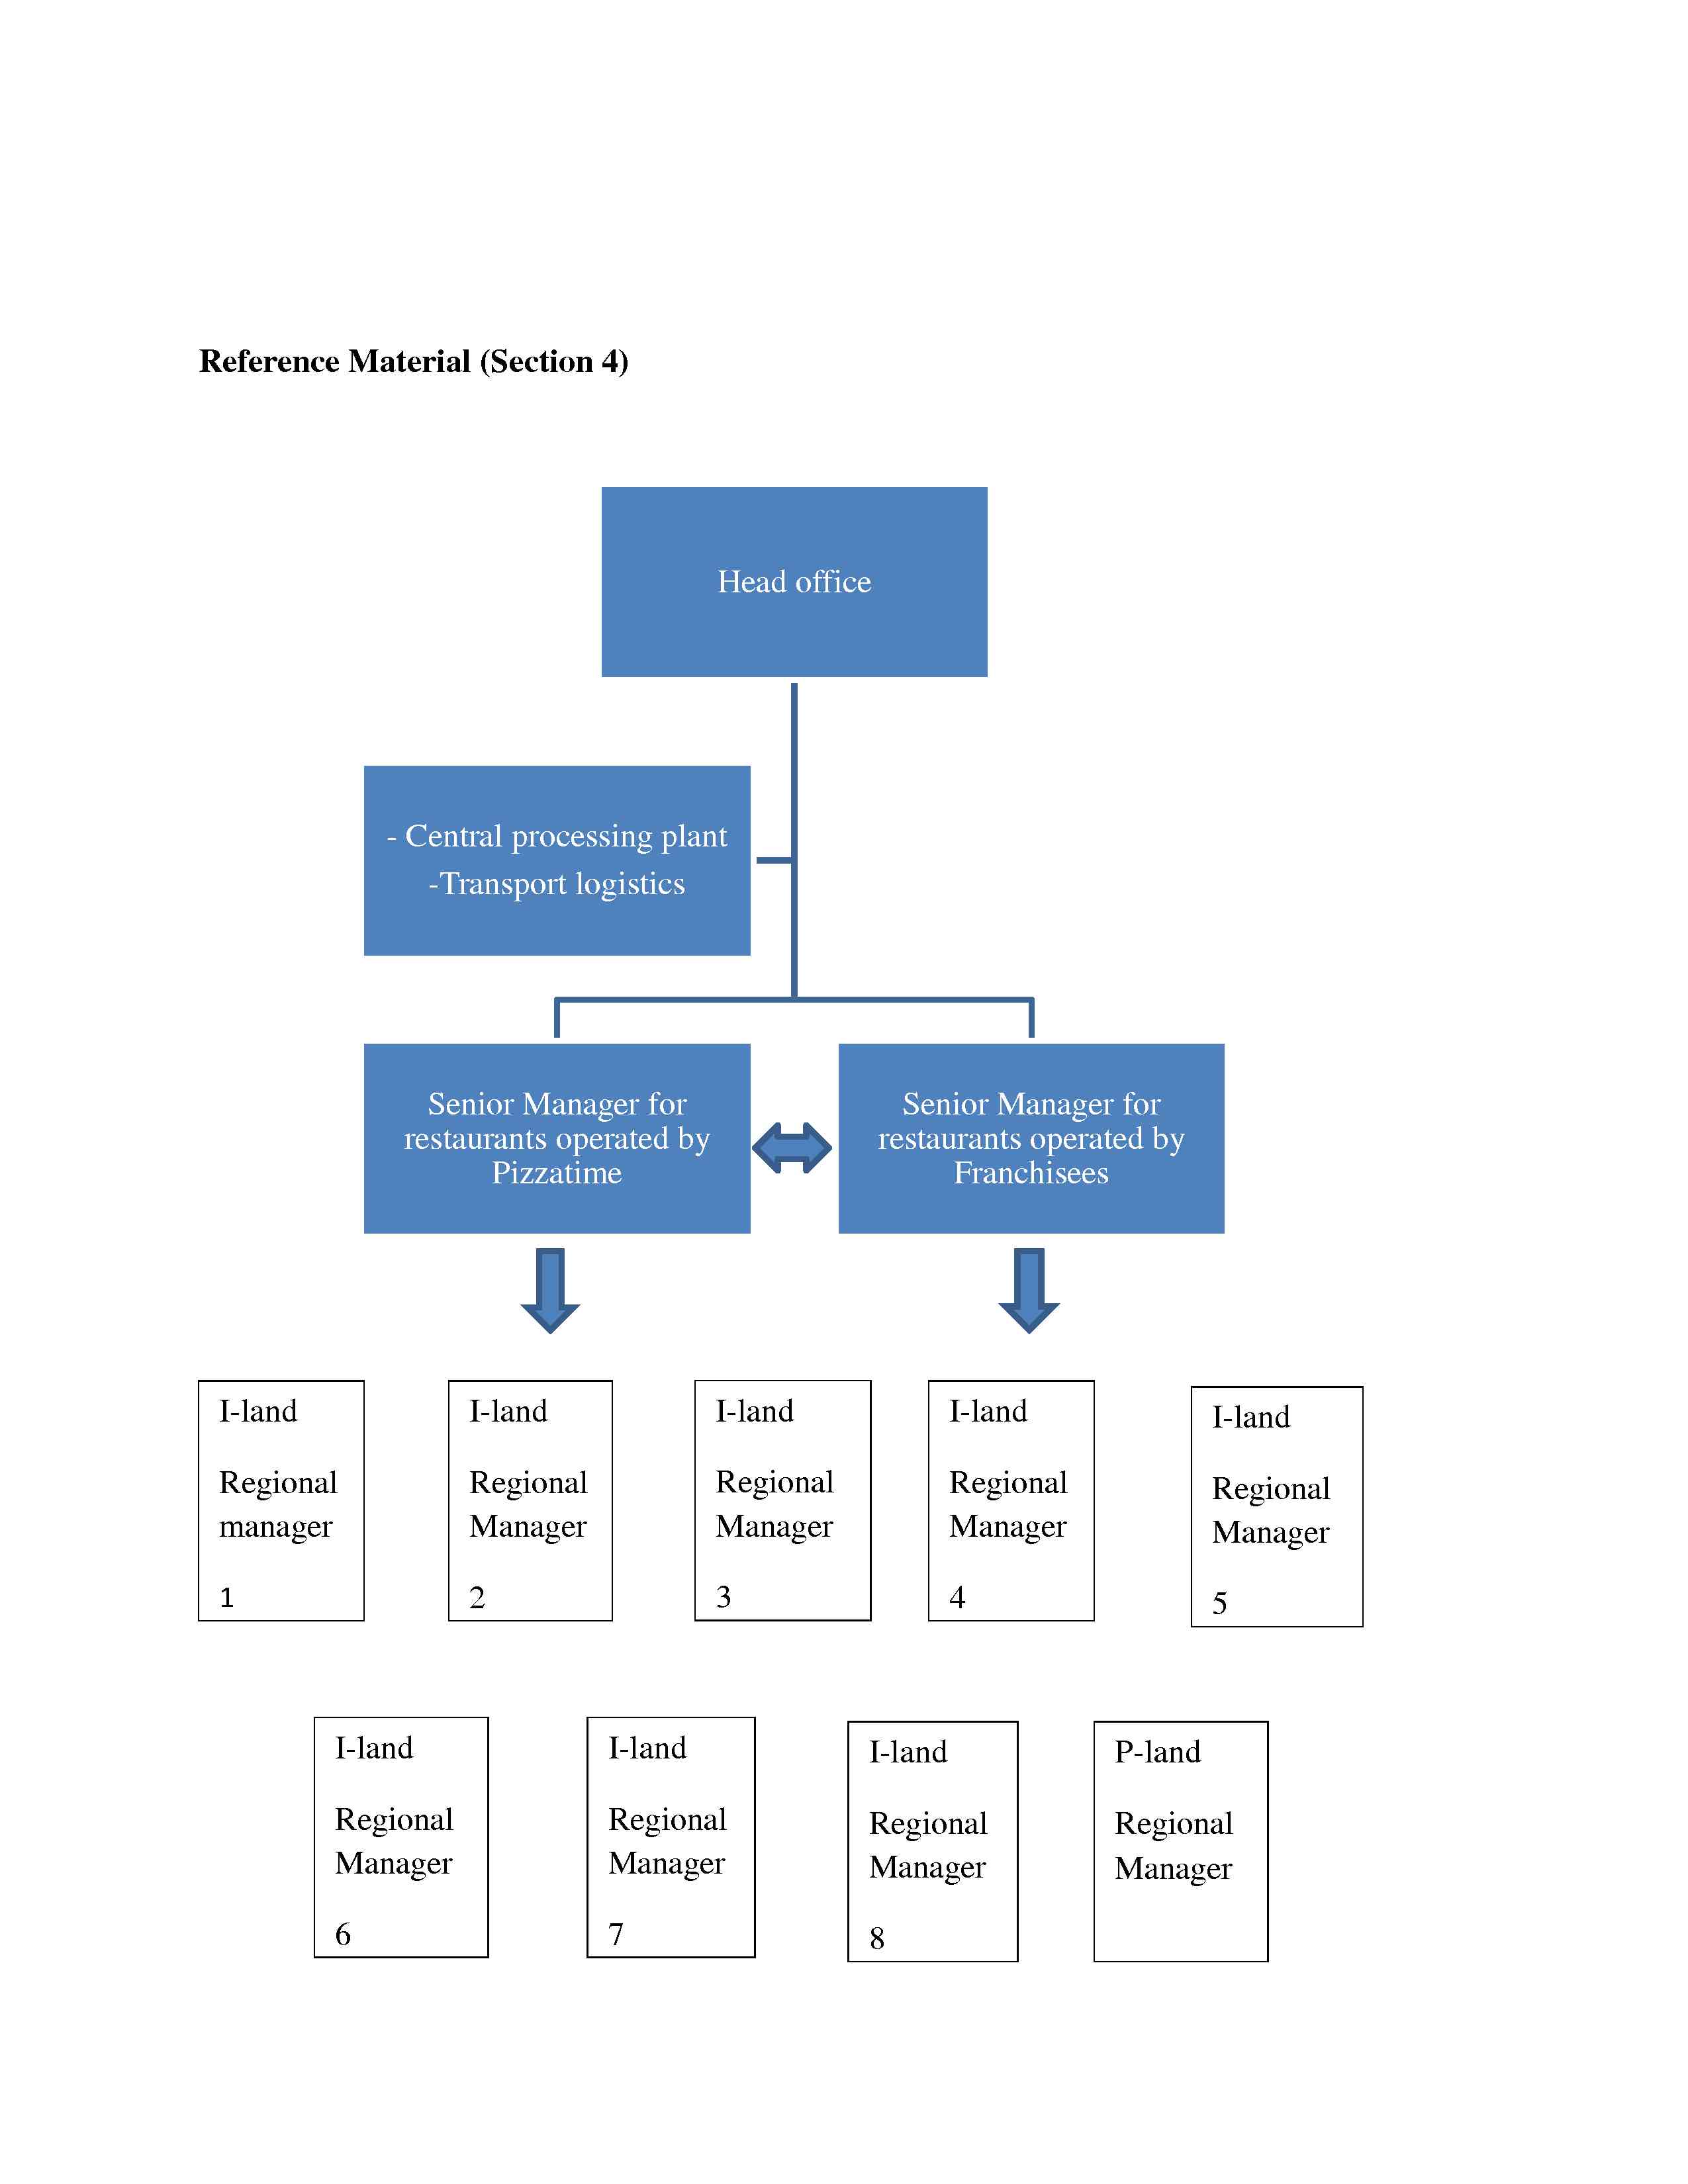 Reference Material (Section 4)
Head office
- Central processing plant
-Transport logistics
Senior Manager for
restaurants operated by
Pizzatime
Senior Manager for
restaurants operated by
Franchisees
I-land
Regional
manager
1
I-land
Regional
Manager
2
I-land
Regional
Manager
3
I-land
Regional
Manager
4
I-land
Regional
Manager
5
I-land
Regional
Manager
6
I-land
Regional
Manager
7
I-land
Regional
Manager
8
P-land
Regional
Manager